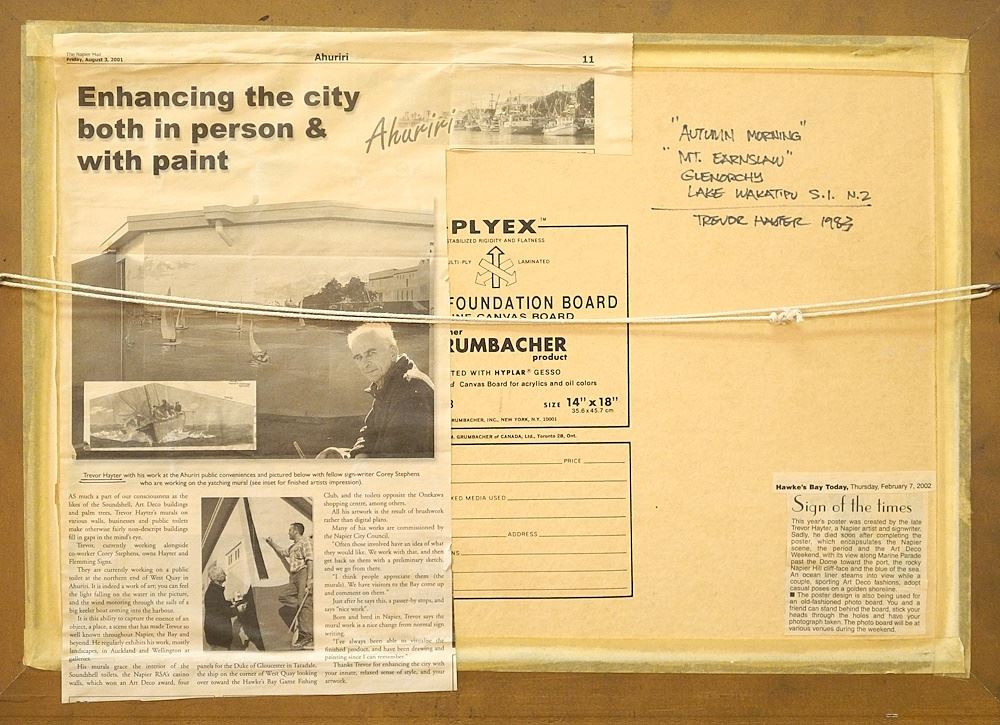 The Napier Mail
Friday, August 3, 2001
Ahuriri
11
Enhancing the city
both in person &
with paint
Ahuriri
Trevor Hayter with his work at the Ahuriri public conveniences and pictured below with fellow sign-writer Corey Stephens
who are working on the yatching mural (see inset for finished artists impression).
AS much a part of our consciousness as the
likes of the Soundshell, Art Deco buildings
and palm trees, Trevor Hayter's murals on
various walls, businesses and public toilets
make otherwise fairly non-descript buildings
fill in gaps in the mind's eye.
Trevor, currently working alongside
co-worker Corey Stephens, owns Hayter and
Flemming Signs.
They are currently working on a public
toilet at the northern end of West Quay in
Ahuriri. It is indeed a work of art; you can feel
the light falling on the water in the picture,
and the wind motoring through the sails of a
big keeler boat coming into the harbour.
It is this ability to capture the essence of an
object, a place, a scene that has made Trevor so
well known throughout Napier, the Bay and
beyond. He regularly exhibits his work, mostly
landscapes, in Auckland and Wellington at
galleries.
His murals grace the interior of the
Soundshell toilets, the Napier RSA's casino
walls, which won an Art Deco award, four
panels for the Duke of Gloucester in Taradale,
the ship on the corner of West Quay looking
over toward the Hawke's Bay Game Fishing
Club, and the toilets opposite the Onekawa
shopping centre, among others.
All his artwork is the result of brushwork
rather than digital plans.
Many of his works are commissioned by
the Napier City Council.
"Often those involved have an idea of what
they would like. We work with that, and then
get back to them with a preliminary sketch,
and we go from there.
"I think people appreciate them (the
murals). We have visitors to the Bay come up
and comment on them."
Just after he says this, a passer-by stops, and
says "nice work".
Born and bred in Napier, Trevor says the
mural work is a nice change from normal sign
writing.
"I've always been able to visualise the
finished product, and have been drawing and
painting since I can remember."
Thanks Trevor for enhancing the city with
your innate, relaxed sense of style, and your
artwork.
PLYEX™
STABILIZED RIGIDITY AND FLATNESS
ULTI-PLY LAMINATED
FOUNDATION BOARD
INE CANVAS BOARD
her
RUMBACHER
product
TED WITH HYPLAR® GESSO
d Canvas Board for acrylics and oil colors
SIZE 14" x 18"
35.6 x 45.7 cm
GRUMBACHER, INC., NEW YORK, N.Y. 10001
M. GRUMBACHER of CANADA, Ltd., Toronto 2B, Ont.
PRICE
XED MEDIA USED
ADDRESS
NS
"AUTUMN MORNING"
"MT. EARNSLAW"
GLENORCHY
LAKE WAKATIPU S.I. N.Z
TREVOR HAYTER 1983
Hawke's Bay Today, Thursday, February 7, 2002
Sign of the times
This year's poster was created by the late
Trevor Hayter, a Napier artist and signwriter.
Sadly, he died soon after completing the
poster, which encapsulates the Napier
scene, the period and the Art Deco
Weekend, with its view along Marine Parade
past the Dome toward the port, the rocky
Napier Hill cliff-face and the blue of the sea.
An ocean liner steams into view while a
couple, sporting Art Deco fashions, adopt
casual poses on a golden shoreline.
■ The poster design is also being used for
an old-fashioned photo board. You and a
friend can stand behind the board, stick your
heads through the holes and have your
photograph taken. The photo board will be at
various venues during the weekend.